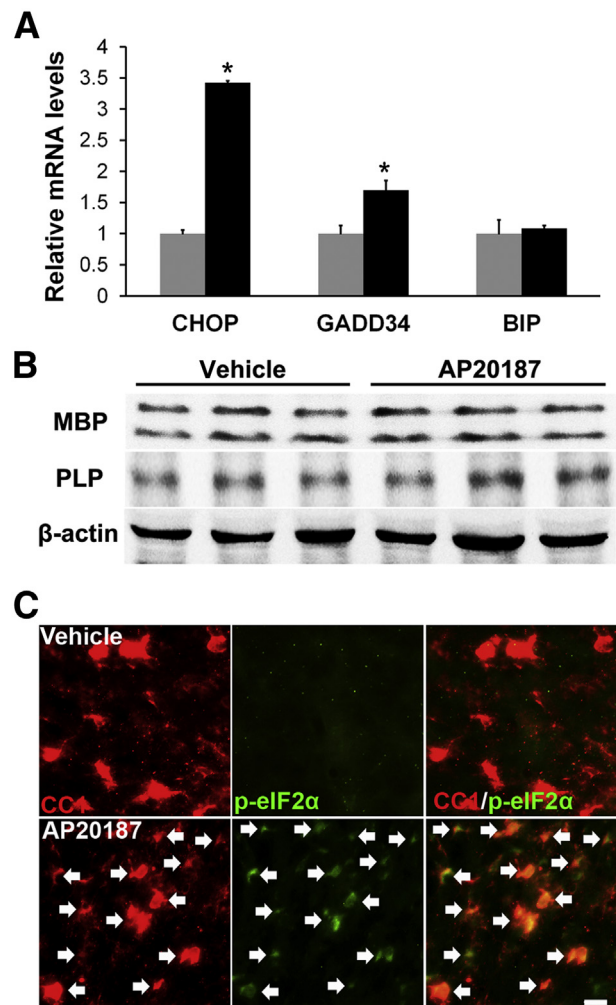 A
Relative mRNA levels
4
3.5
3
2.5
2
1.5
1
0.5
0
*
*
CHOP GADD34 BIP
B
Vehicle AP20187
MBP
PLP
β-actin
C
Vehicle
CC1 p-eIF2α CC1/p-eIF2α
AP20187